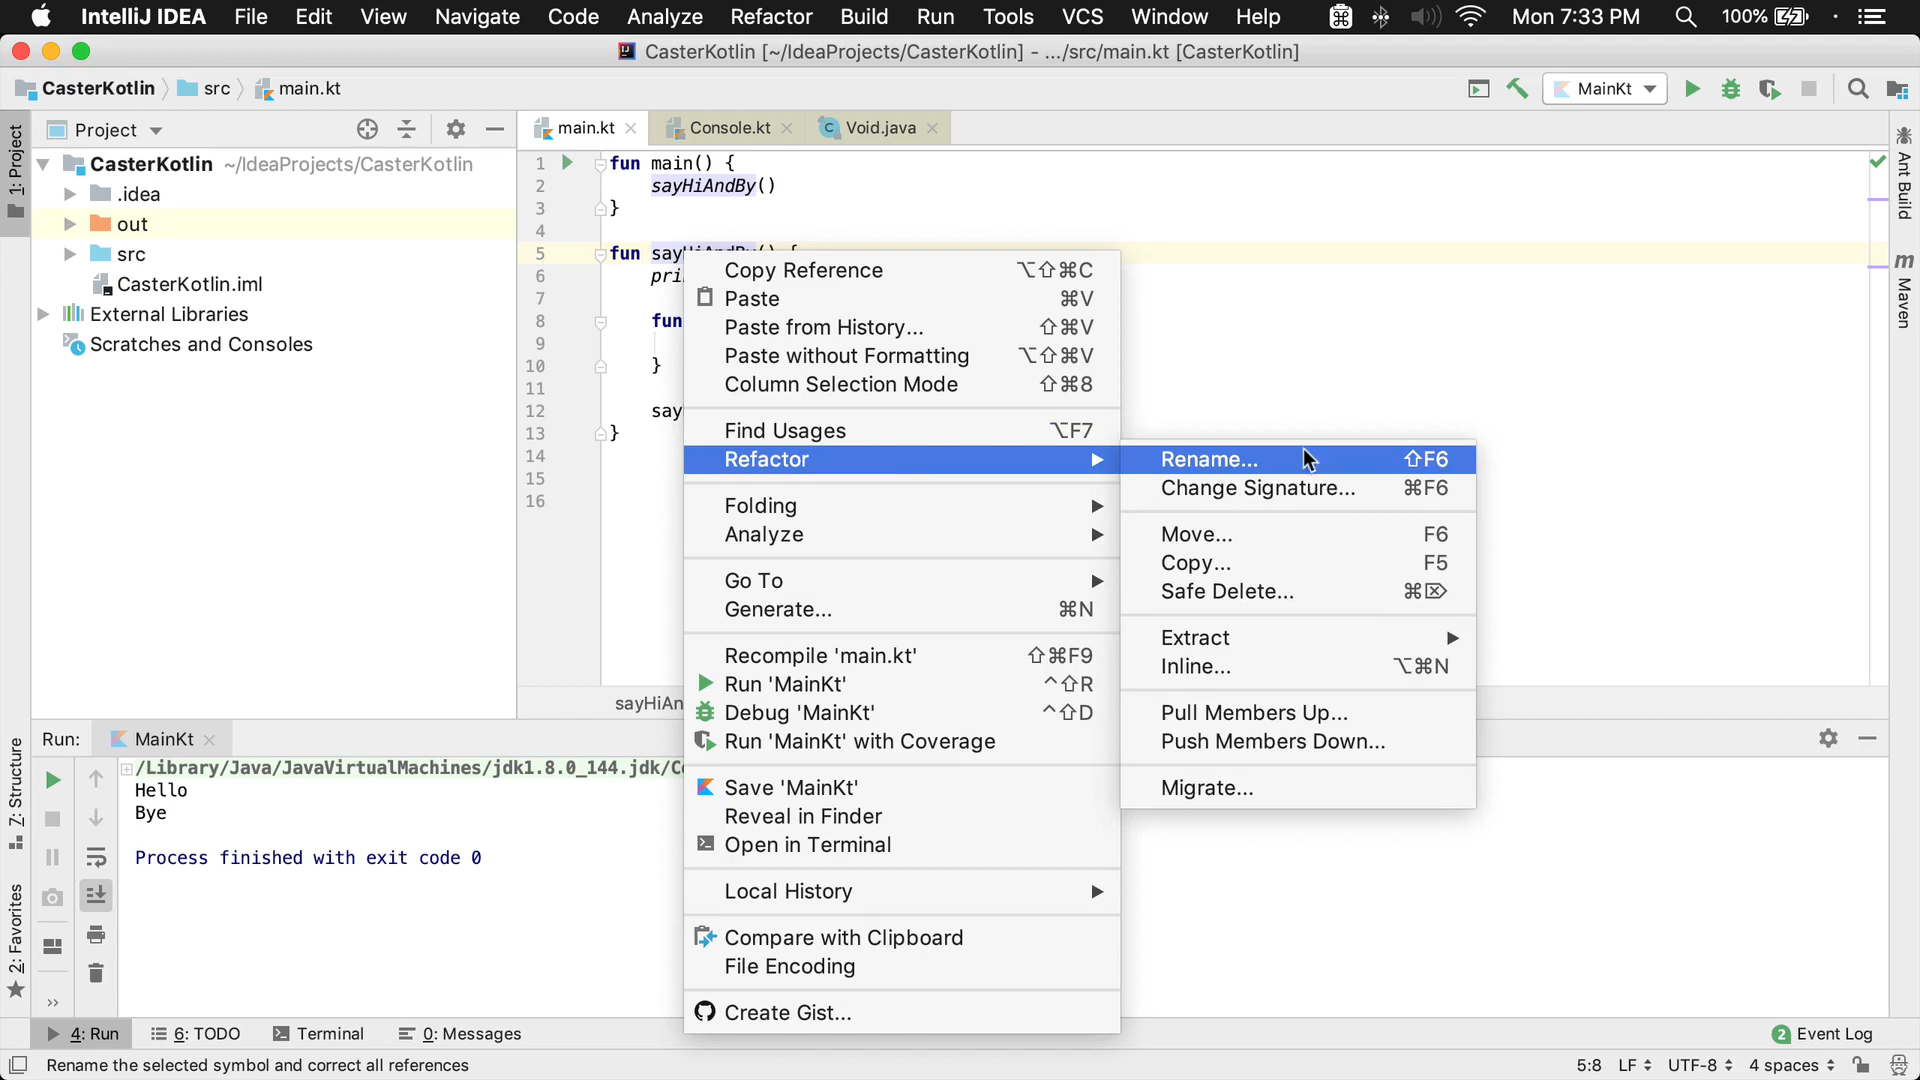 IntelliJ IDEA File Edit View Navigate Code Analyze Refactor Build Run Tools VCS Window Help Mon 7:33 PM 100%
CasterKotlin [~/IdeaProjects/CasterKotlin] - .../src/main.kt [CasterKotlin]
CasterKotlin src main.kt MainKt
Project
main.kt Console.kt Void.java
1: Project
CasterKotlin ~/IdeaProjects/CasterKotlin
.idea
out
src
CasterKotlin.iml
External Libraries
Scratches and Consoles
1 fun main() {
2 sayHiAndBy()
3 }
4
5 fun sayHiAndBy() {
6 pri
7
8 fun
9
10 }
11
12 say
13 }
14
15
16
sayHiAn
Copy Reference ⌥⇧⌘C
Paste ⌘V
Paste from History... ⇧⌘V
Paste without Formatting ⌥⇧⌘V
Column Selection Mode ⇧⌘8
Find Usages ⌥F7
Refactor
Folding
Analyze
Go To
Generate... ⌘N
Recompile 'main.kt' ⇧⌘F9
Run 'MainKt' ^⇧R
Debug 'MainKt' ^⇧D
Run 'MainKt' with Coverage
Save 'MainKt'
Reveal in Finder
Open in Terminal
Local History
Compare with Clipboard
File Encoding
Create Gist...
Rename... ⇧F6
Change Signature... ⌘F6
Move... F6
Copy... F5
Safe Delete... ⌘⌦
Extract
Inline... ⌥⌘N
Pull Members Up...
Push Members Down...
Migrate...
Ant Build
m Maven
Run: MainKt
/Library/Java/JavaVirtualMachines/jdk1.8.0_144.jdk/Co
Hello
Bye
Process finished with exit code 0
Z: Structure
2: Favorites
4: Run 6: TODO Terminal 0: Messages 2 Event Log
Rename the selected symbol and correct all references 5:8 LF UTF-8 4 spaces